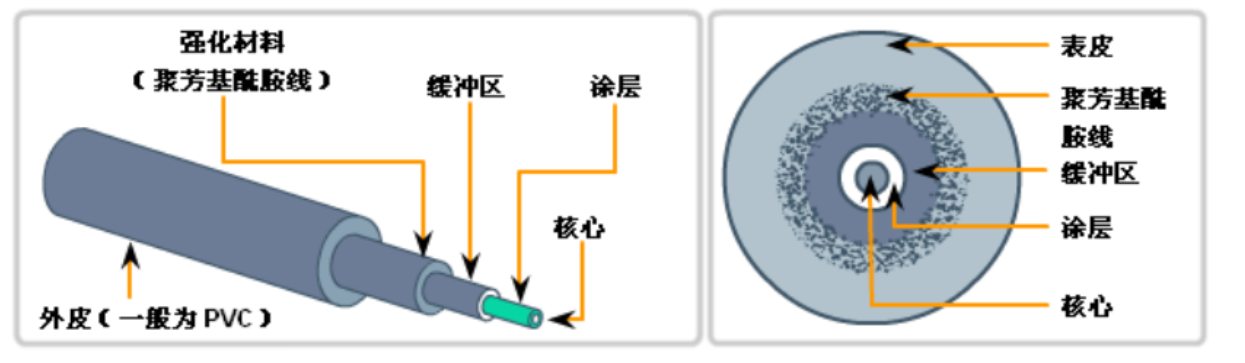 强化材料
（聚芳基酰胺线）
缓冲区
涂层
核心
外皮（一般为 PVC）
表皮
聚芳基酰
胺线
缓冲区
涂层
核心